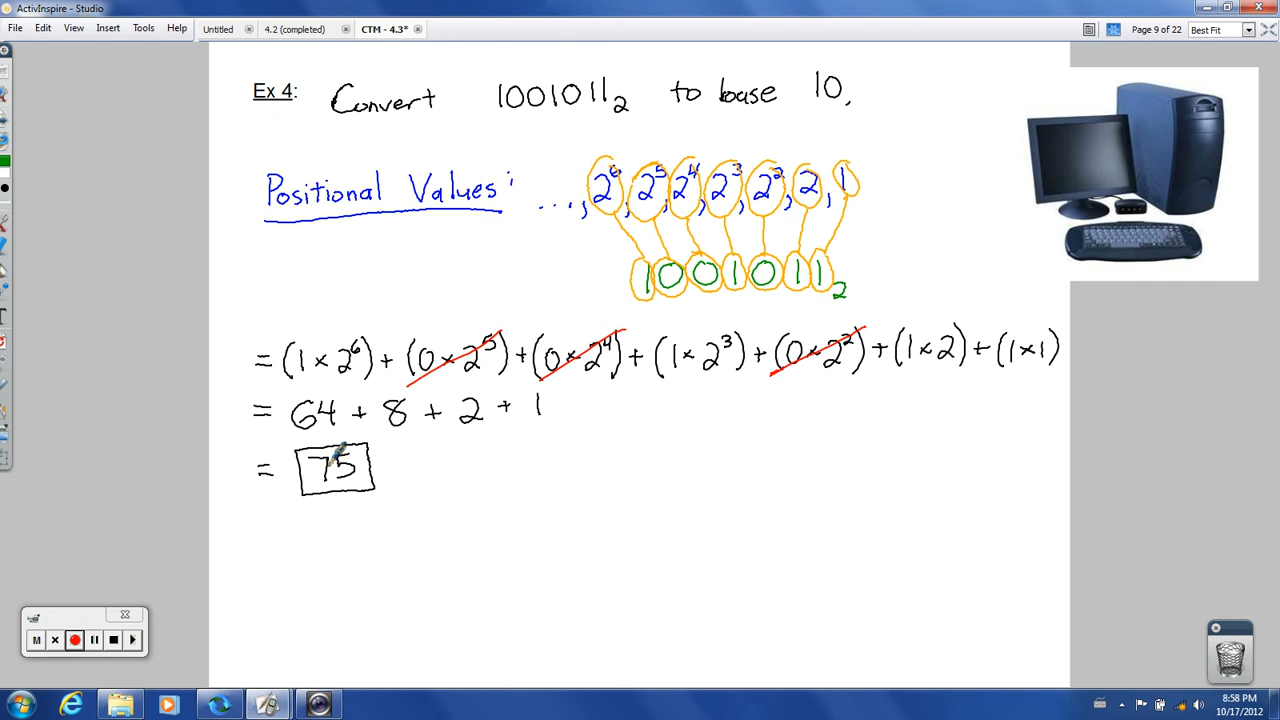 ActivInspire - Studio
File Edit View Insert Tools Help Untitled 4.2 (completed) CTM - 4.3* Page 9 of 22 Best Fit
Ex 4: Convert 1001011₂ to base 10.
Positional Values: ..., 2⁶, 2⁵, 2⁴, 2³, 2², 2, 1
1 0 0 1 0 1 1 ₂
= (1 × 2⁶) + (0 × 2⁵) + (0 × 2⁴) + (1 × 2³) + (0 × 2²) + (1 × 2) + (1 × 1)
= 64 + 8 + 2 + 1
= 75
M
8:58 PM
10/17/2012